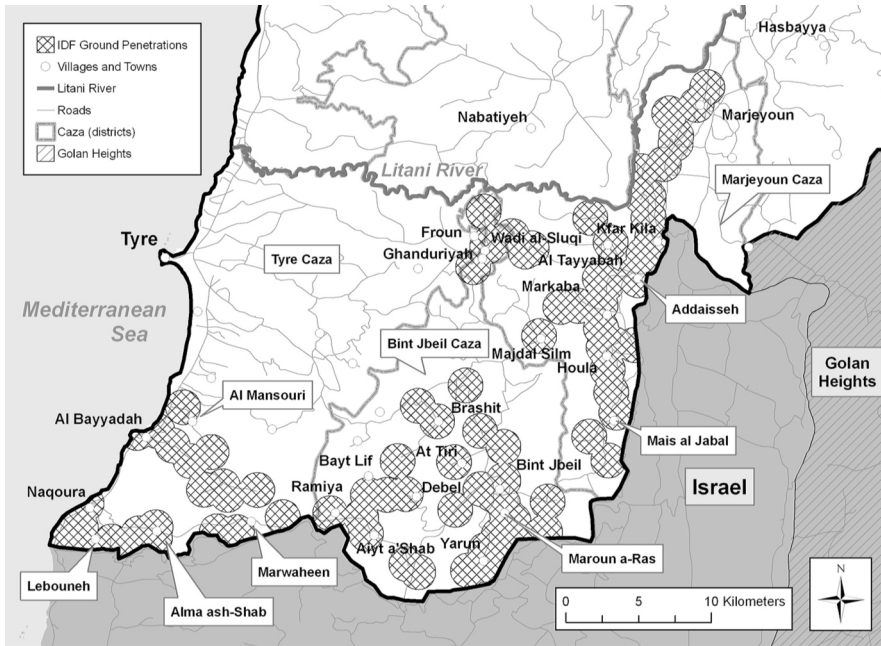 IDF Ground Penetrations
Villages and Towns
Litani River
Roads
Caza (districts)
Golan Heights
Hasbayya
Nabatiyeh
Marjeyoun
Litani River
Marjeyoun Caza
Froun
Wadi al-Sluqi
Kfar Kila
Tyre
Tyre Caza
Ghanduriyah
Al Tayyabah
Markaba
Addaisseh
Mediterranean
Sea
Bint Jbeil Caza
Majdal Silm
Houla
Golan
Heights
Al Mansouri
Brashit
Al Bayyadah
Mais al Jabal
At Tiri
Bayt Lif
Bint Jbeil
Ramiya
Debel
Israel
Naqoura
Aiyt a'Shab
Yarun
Maroun a-Ras
Marwaheen
Lebouneh
Alma ash-Shab
N
0 5 10 Kilometers